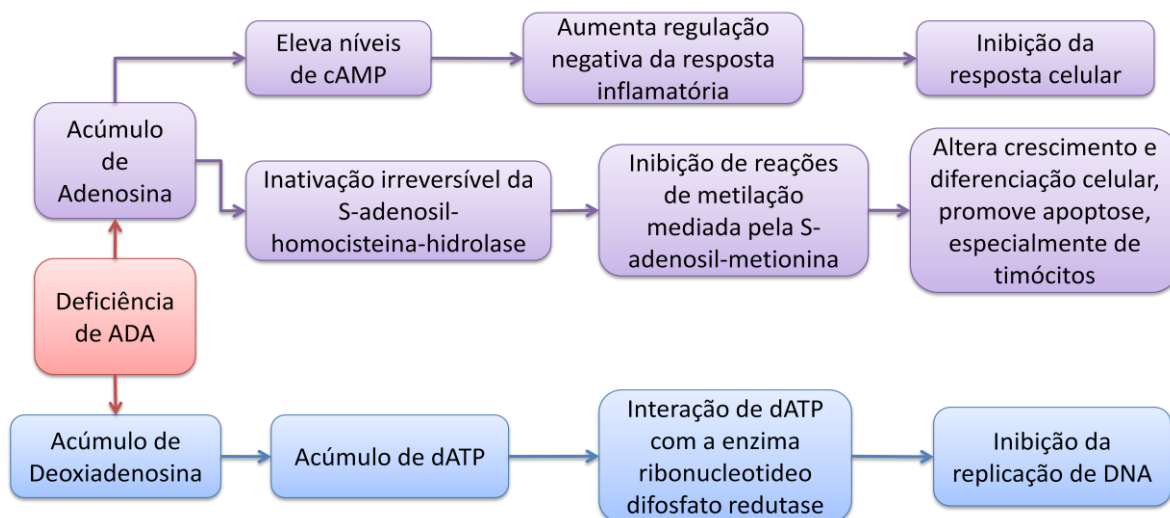 Eleva níveis
de cAMP
Aumenta regulação
negativa da resposta
inflamatória
Inibição da
resposta celular
Acúmulo
de
Adenosina
Inativação irreversível da
S-adenosil-
homocisteina-hidrolase
Inibição de reações
de metilação
mediada pela S-
adenosil-metionina
Altera crescimento e
diferenciação celular,
promove apoptose,
especialmente de
timócitos
Deficiência
de ADA
Acúmulo de
Deoxiadenosina
Acúmulo de dATP
Interação de dATP
com a enzima
ribonucleotideo
difosfato redutase
Inibição da
replicação de DNA